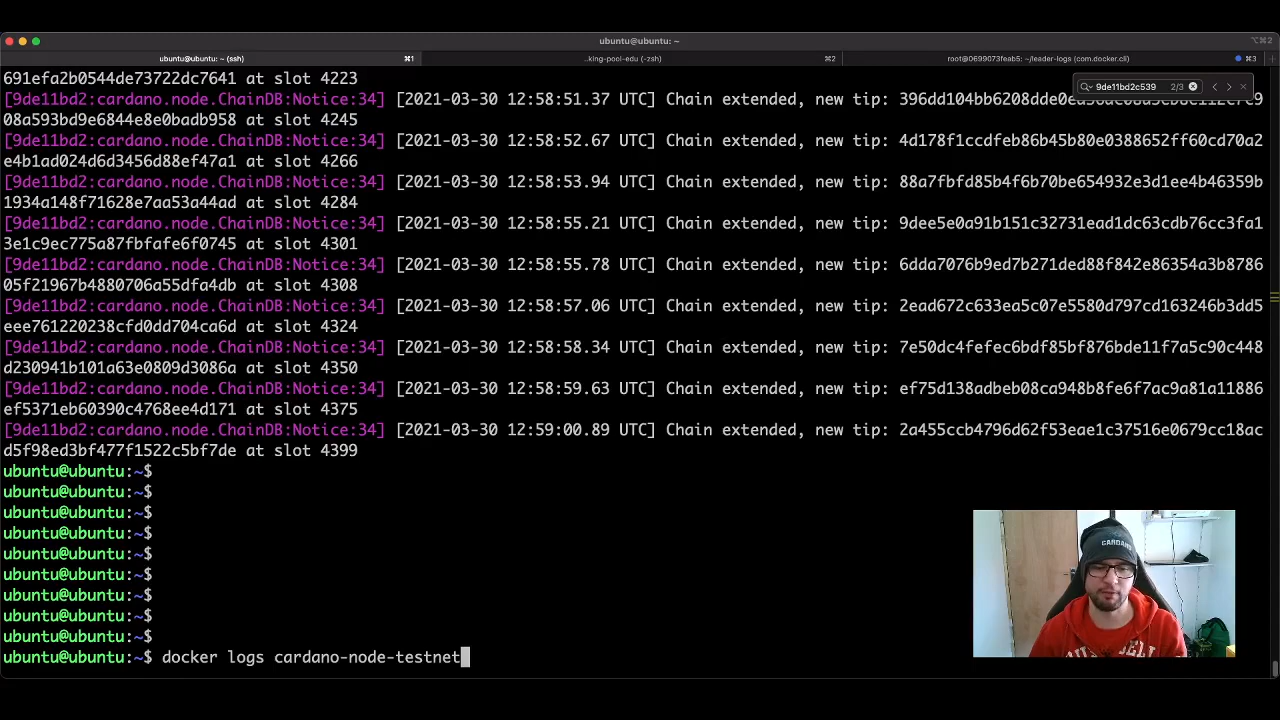 ubuntu@ubuntu: ~
⌥⌘2
ubuntu@ubuntu: ~ (ssh)
⌘1
..king-pool-edu (-zsh)
⌘2
root@0699073feab5: ~/leader-logs (com.docker.cli)
⌘3
9de11bd2c539
2/3
691efa2b0544de73722dc7641 at slot 4223
[9de11bd2:cardano.node.ChainDB:Notice:34] [2021-03-30 12:58:51.37 UTC] Chain extended, new tip:
08a593bd9e6844e8e0badb958 at slot 4245
[9de11bd2:cardano.node.ChainDB:Notice:34] [2021-03-30 12:58:52.67 UTC] Chain extended, new tip: 4d178f1ccdfeb86b45b80e0388652ff60cd70a2
e4b1ad024d6d3456d88ef47a1 at slot 4266
[9de11bd2:cardano.node.ChainDB:Notice:34] [2021-03-30 12:58:53.94 UTC] Chain extended, new tip: 88a7fbfd85b4f6b70be654932e3d1ee4b46359b
1934a148f71628e7aa53a44ad at slot 4284
[9de11bd2:cardano.node.ChainDB:Notice:34] [2021-03-30 12:58:55.21 UTC] Chain extended, new tip: 9dee5e0a91b151c32731ead1dc63cdb76cc3fa1
3e1c9ec775a87fbfafe6f0745 at slot 4301
[9de11bd2:cardano.node.ChainDB:Notice:34] [2021-03-30 12:58:55.78 UTC] Chain extended, new tip: 6dda7076b9ed7b271ded88f842e86354a3b8786
05f21967b4880706a55dfa4db at slot 4308
[9de11bd2:cardano.node.ChainDB:Notice:34] [2021-03-30 12:58:57.06 UTC] Chain extended, new tip: 2ead672c633ea5c07e5580d797cd163246b3dd5
eee761220238cfd0dd704ca6d at slot 4324
[9de11bd2:cardano.node.ChainDB:Notice:34] [2021-03-30 12:58:58.34 UTC] Chain extended, new tip: 7e50dc4fefec6bdf85bf876bde11f7a5c90c448
d230941b101a63e0809d3086a at slot 4350
[9de11bd2:cardano.node.ChainDB:Notice:34] [2021-03-30 12:58:59.63 UTC] Chain extended, new tip: ef75d138adbeb08ca948b8fe6f7ac9a81a11886
ef5371eb60390c4768ee4d171 at slot 4375
[9de11bd2:cardano.node.ChainDB:Notice:34] [2021-03-30 12:59:00.89 UTC] Chain extended, new tip: 2a455ccb4796d62f53eae1c37516e0679cc18ac
d5f98ed3bf477f1522c5bf7de at slot 4399
ubuntu@ubuntu:~$
ubuntu@ubuntu:~$
ubuntu@ubuntu:~$
ubuntu@ubuntu:~$
ubuntu@ubuntu:~$
ubuntu@ubuntu:~$
ubuntu@ubuntu:~$
ubuntu@ubuntu:~$
ubuntu@ubuntu:~$
ubuntu@ubuntu:~$ docker logs cardano-node-testnet
CARDANO